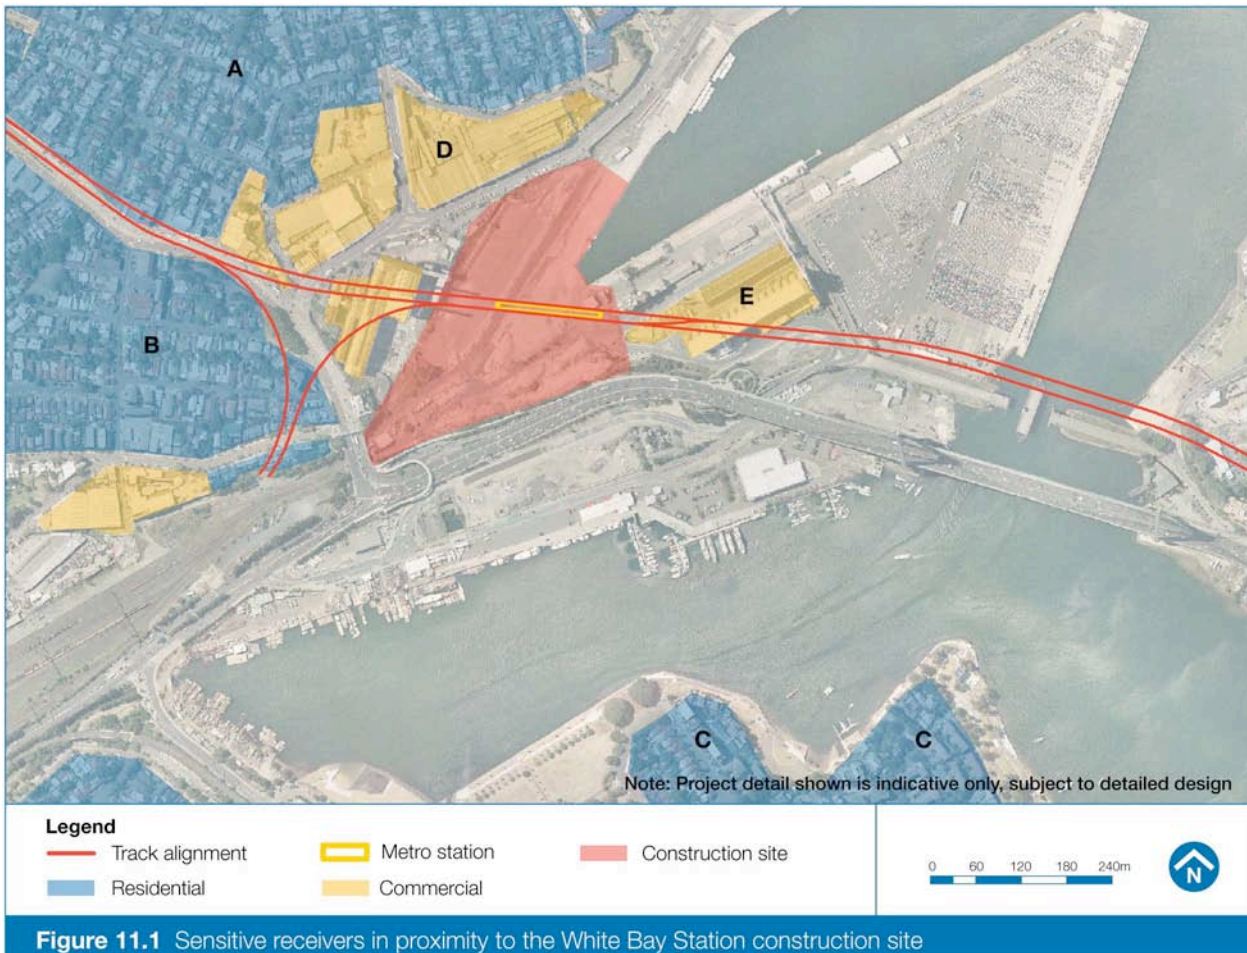 A
D
E
B
C
C
Note: Project detail shown is indicative only, subject to detailed design
Legend
Track alignment
Metro station
Construction site
Residential
Commercial
0 60 120 180 240m
N
Figure 11.1 Sensitive receivers in proximity to the White Bay Station construction site